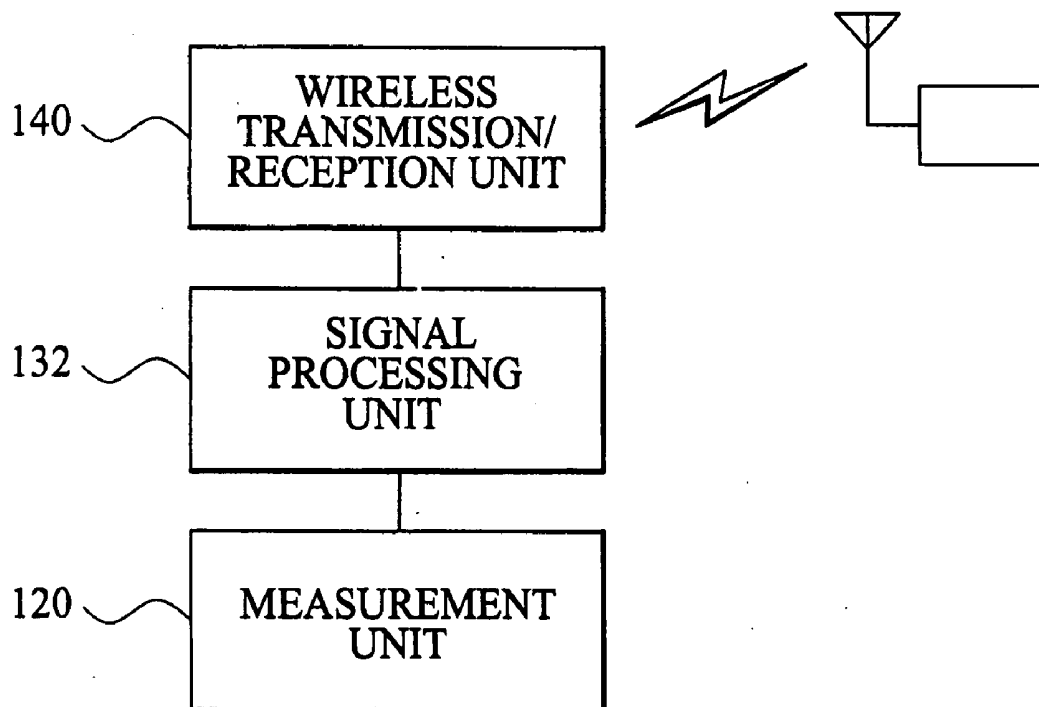 140
WIRELESS
TRANSMISSION/
RECEPTION UNIT
132
SIGNAL
PROCESSING
UNIT
120
MEASUREMENT
UNIT